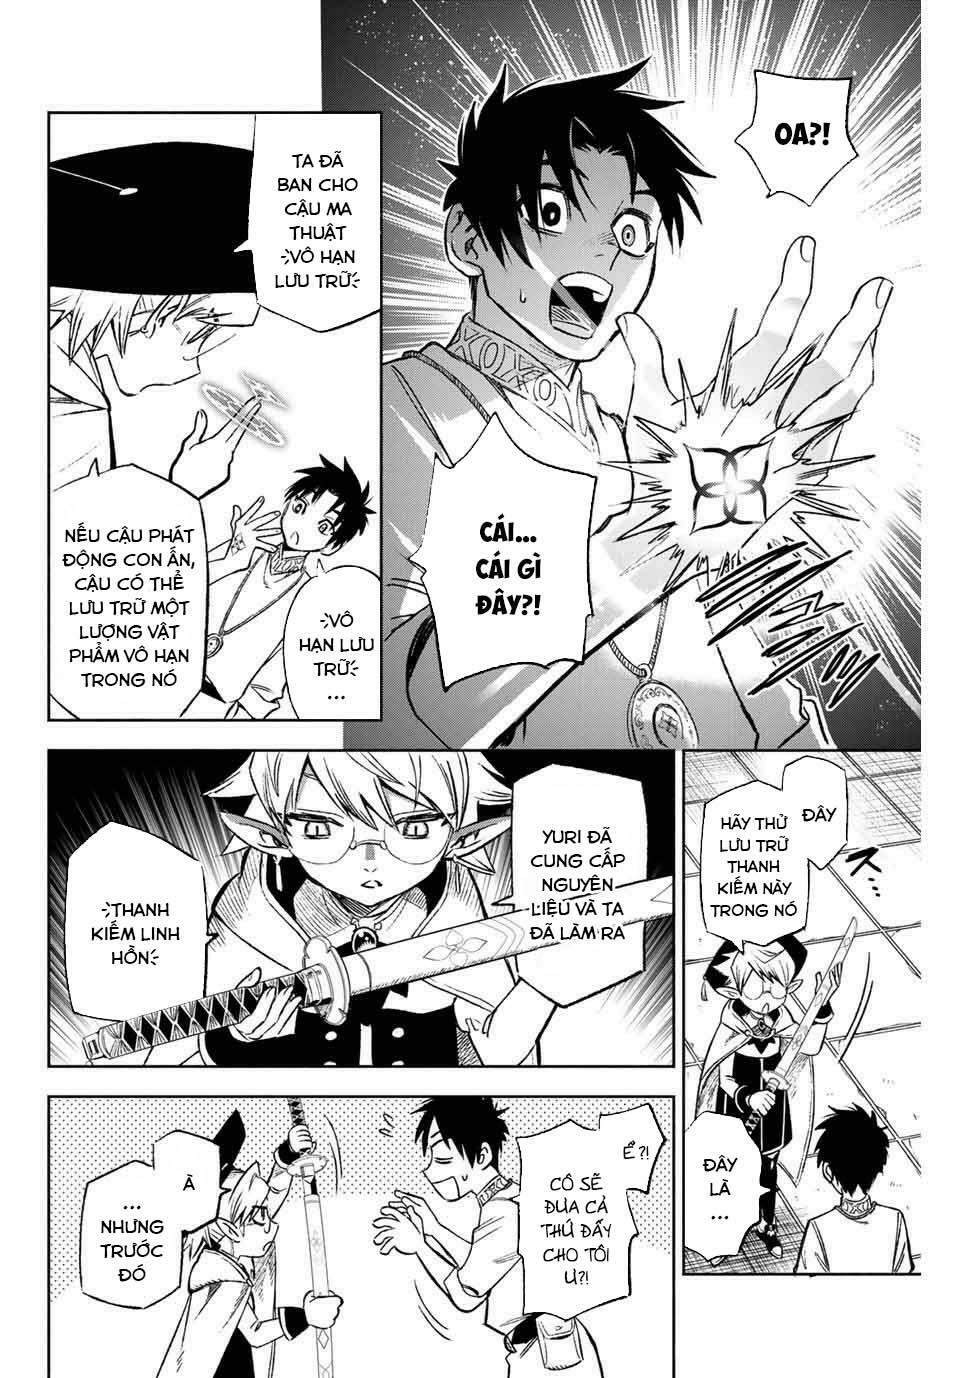 OA?!
CÁI...
CÁI GÌ
ĐÂY?!
TA ĐÃ
BAN CHO
CẬU MA
THUẬT
VÔ HẠN
LƯU TRỮ
VÔ
HẠN LƯU
TRỮ
...
NẾU CẬU PHÁT
ĐỘNG CON ẤN,
CẬU CÓ THỂ
LƯU TRỮ MỘT
LƯỢNG VẬT
PHẨM VÔ HẠN
TRONG NÓ
ĐÂY
HÃY THỬ
LƯU TRỮ
THANH
KIẾM NÀY
TRONG NÓ
ĐÂY
LÀ
...
YURI ĐÃ
CUNG CẤP
NGUYÊN
LIỆU VÀ TA
ĐÃ LÀM RA
THANH
KIẾM LINH
HỒN
Ể?!
CÔ SẼ
ĐƯA CẢ
THỨ ĐẤY
CHO TÔI
Ư?!
À
...
NHƯNG
TRƯỚC
ĐÓ